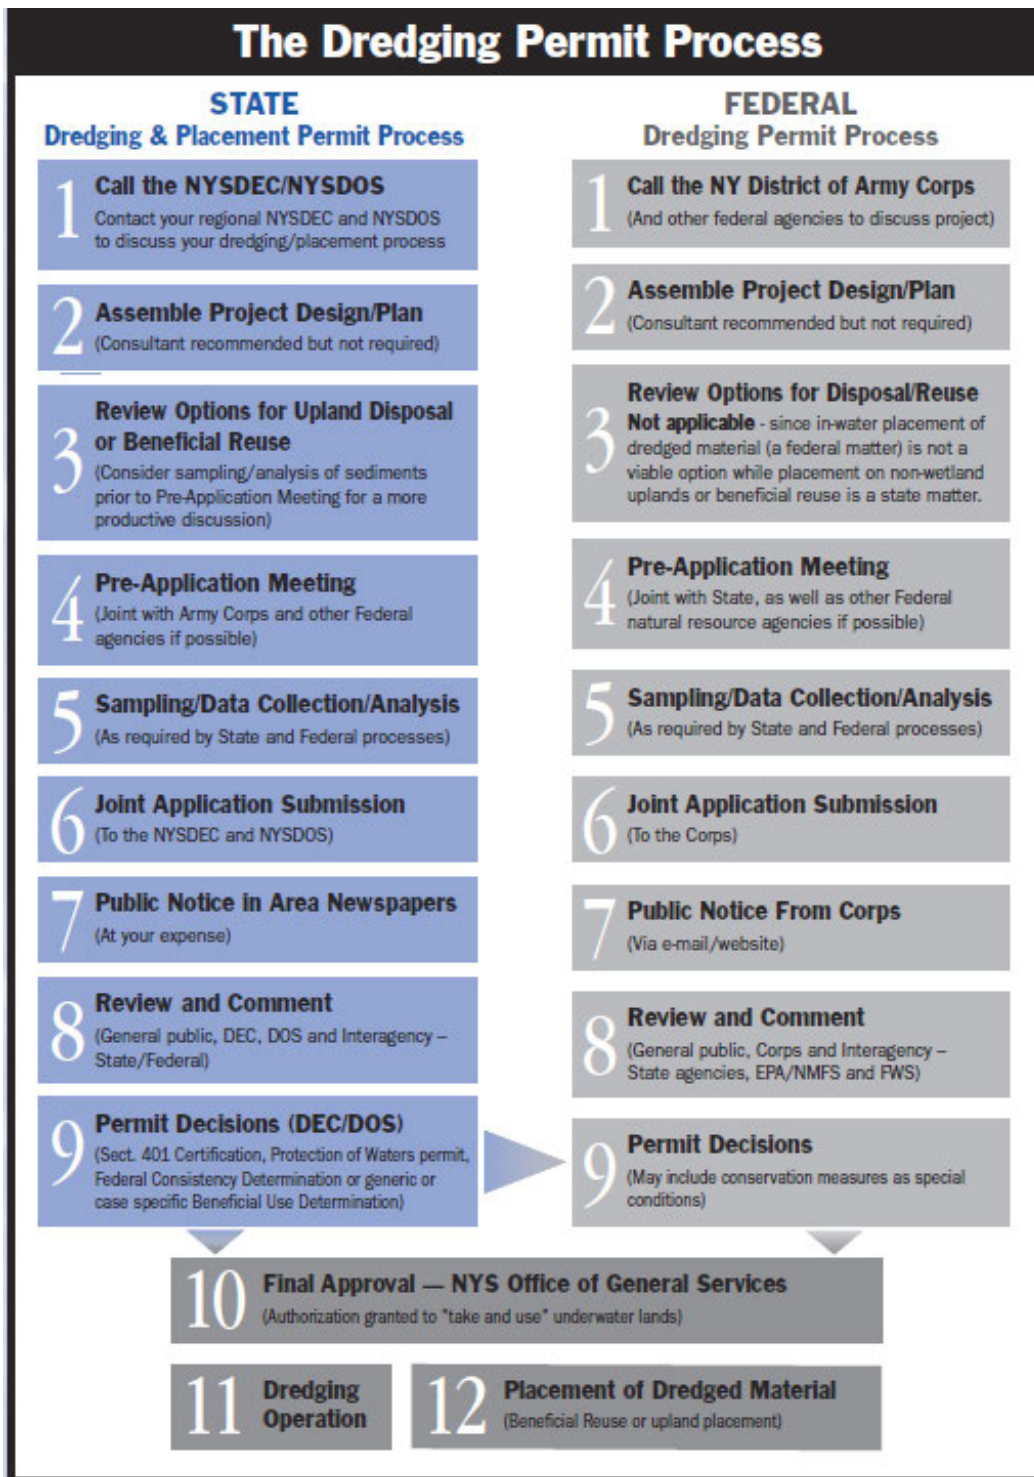 The Dredging Permit Process
STATE
Dredging & Placement Permit Process
1
Call the NYSDEC/NYSDOS
Contact your regional NYSDEC and NYSDOS
to discuss your dredging/placement process
2
Assemble Project Design/Plan
(Consultant recommended but not required)
3
Review Options for Upland Disposal
or Beneficial Reuse
(Consider sampling/analysis of sediments
prior to Pre-Application Meeting for a more
productive discussion)
4
Pre-Application Meeting
(Joint with Army Corps and other Federal
agencies if possible)
5
Sampling/Data Collection/Analysis
(As required by State and Federal processes)
6
Joint Application Submission
(To the NYSDEC and NYSDOS)
7
Public Notice in Area Newspapers
(At your expense)
8
Review and Comment
(General public, DEC, DOS and Interagency –
State/Federal)
9
Permit Decisions (DEC/DOS)
(Sect. 401 Certification, Protection of Waters permit,
Federal Consistency Determination or generic or
case specific Beneficial Use Determination)
FEDERAL
Dredging Permit Process
1
Call the NY District of Army Corps
(And other federal agencies to discuss project)
2
Assemble Project Design/Plan
(Consultant recommended but not required)
3
Review Options for Disposal/Reuse
Not applicable - since in-water placement of
dredged material (a federal matter) is not a
viable option while placement on non-wetland
uplands or beneficial reuse is a state matter.
4
Pre-Application Meeting
(Joint with State, as well as other Federal
natural resource agencies if possible)
5
Sampling/Data Collection/Analysis
(As required by State and Federal processes)
6
Joint Application Submission
(To the Corps)
7
Public Notice From Corps
(Via e-mail/website)
8
Review and Comment
(General public, Corps and Interagency –
State agencies, EPA/NMFS and FWS)
9
Permit Decisions
(May include conservation measures as special
conditions)
10
Final Approval — NYS Office of General Services
(Authorization granted to "take and use" underwater lands)
11
Dredging
Operation
12
Placement of Dredged Material
(Beneficial Reuse or upland placement)